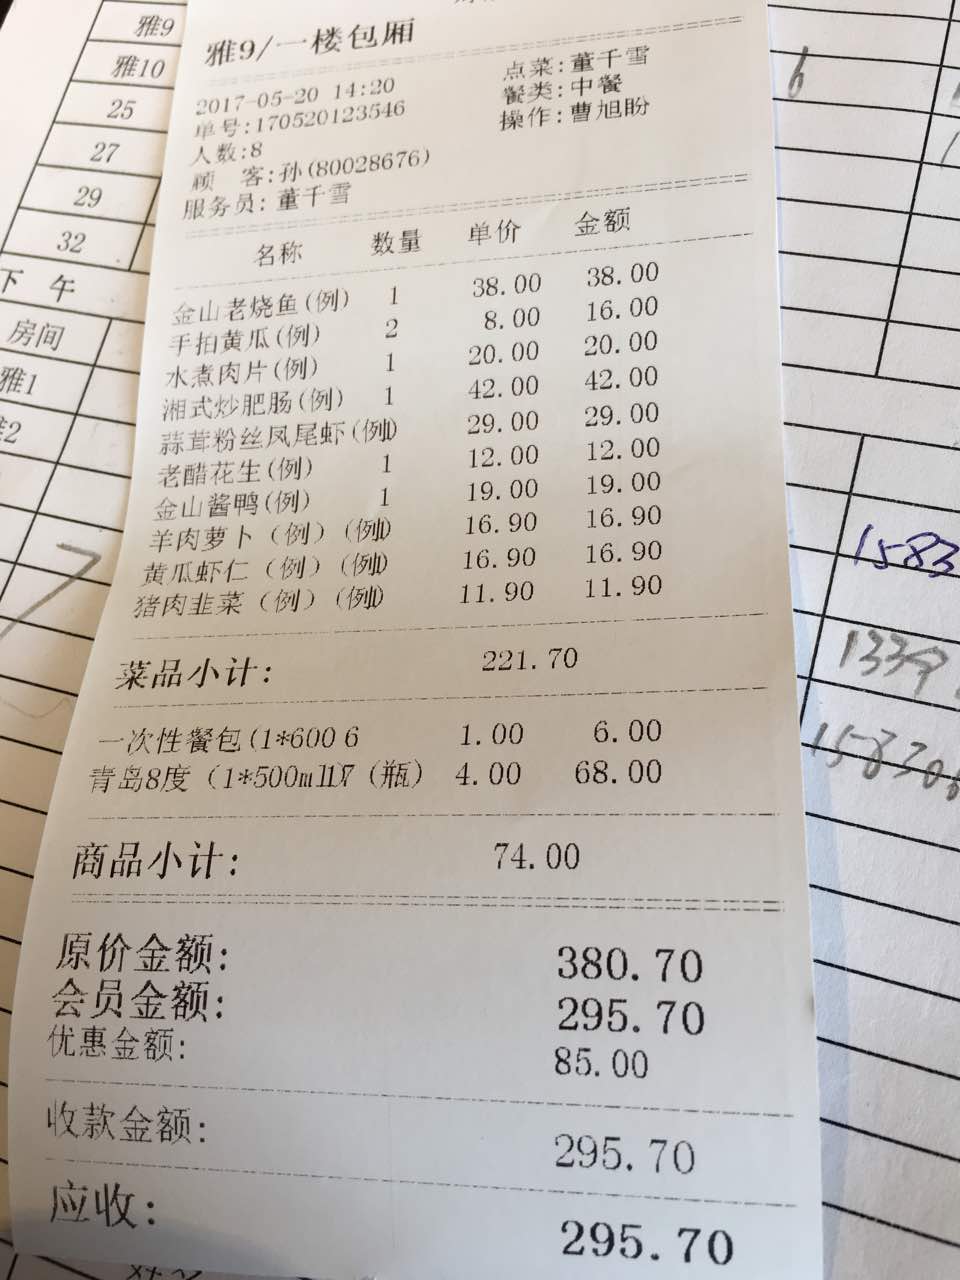 雅9/一楼包厢
2017-05-20 14:20 点菜:董千雪
单号:170520123546 餐类:中餐
人数:8 操作:曹旭盼
顾 客:孙(80028676)
服务员:董千雪
名称 数量 单价 金额
金山老烧鱼(例) 1 38.00 38.00
手拍黄瓜(例) 2 8.00 16.00
水煮肉片(例) 1 20.00 20.00
湘式炒肥肠(例) 1 42.00 42.00
蒜茸粉丝凤尾虾(例)1 29.00 29.00
老醋花生(例) 1 12.00 12.00
金山酱鸭(例) 1 19.00 19.00
羊肉萝卜(例)(例)1 16.90 16.90
黄瓜虾仁(例)(例)1 16.90 16.90
猪肉韭菜(例)(例)1 11.90 11.90
菜品小计: 221.70
一次性餐包(1*600 6 1.00 6.00
青岛8度(1*500ml17(瓶) 4.00 68.00
商品小计: 74.00
原价金额: 380.70
会员金额: 295.70
优惠金额: 85.00
收款金额: 295.70
应收: 295.70
雅9
雅10
25
27
29
32
下 午
房间
雅1
6
1583